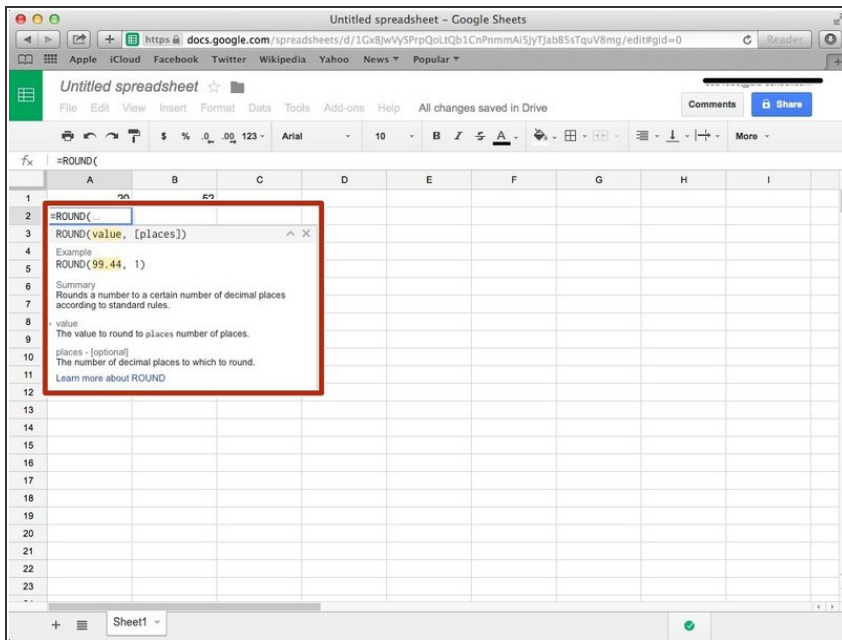 Untitled spreadsheet – Google Sheets
https docs.google.com/spreadsheets/d/1Gx8JwVySPrpQoLtQb1CnPnmmAi5JyTJabB5sTquV8mg/edit#gid=0 Reader
Apple iCloud Facebook Twitter Wikipedia Yahoo News Popular
Untitled spreadsheet
File Edit View Insert Format Data Tools Add-ons Help All changes saved in Drive Comments Share
$ % .0 .00 123 Arial 10 B I S A More
fx =ROUND(
A B C D E F G H I
1 20 52
2 =ROUND(...
3 ROUND(value, [places])
4 Example
5 ROUND(99.44, 1)
6 Summary
Rounds a number to a certain number of decimal places
7 according to standard rules.
8 value
9 The value to round to places number of places.
10 places - [optional]
The number of decimal places to which to round.
11 Learn more about ROUND
12
13
14
15
16
17
18
19
20
21
22
23
Sheet1